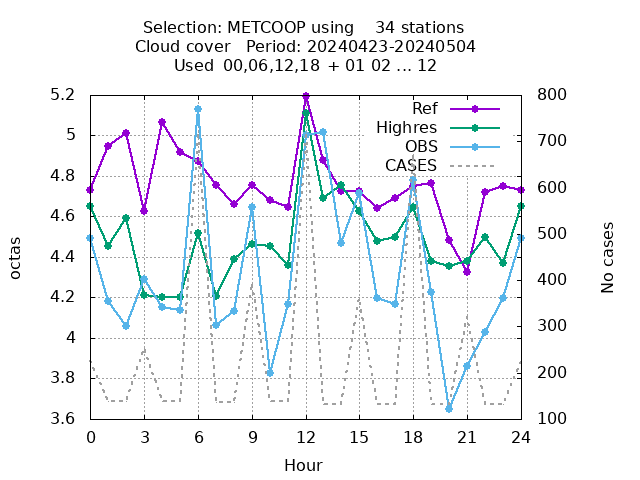 Selection: METCOOP using    34 stations
Cloud cover   Period: 20240423-20240504
Used 00,06,12,18 + 01 02 ... 12
5.2
5
4.8
4.6
4.4
4.2
4
3.8
3.6
800
700
600
500
400
300
200
100
0
3
6
9
12
15
18
21
24
octas
No cases
Hour
Ref
Highres
OBS
CASES